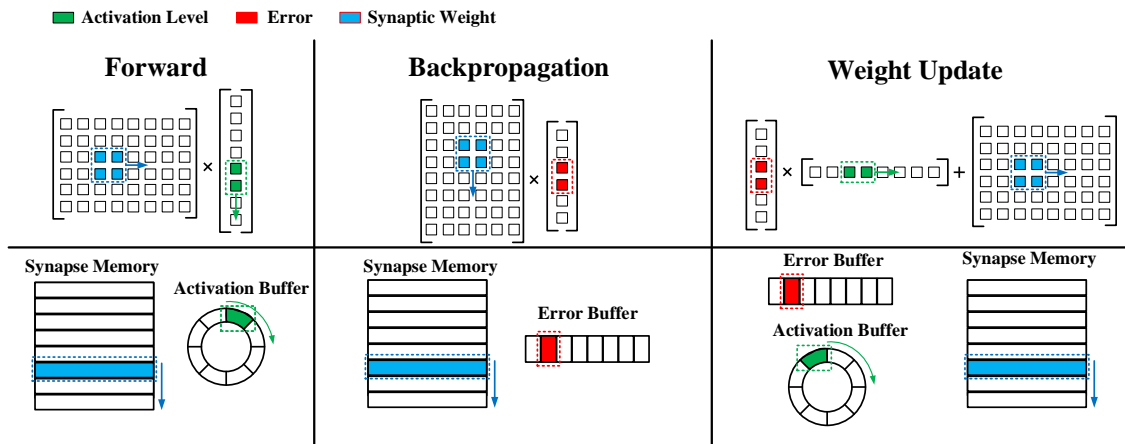 Activation Level
Error
Synaptic Weight
Forward
Backpropagation
Weight Update
×
×
×
+
Synapse Memory
Activation Buffer
Synapse Memory
Error Buffer
Error Buffer
Activation Buffer
Synapse Memory